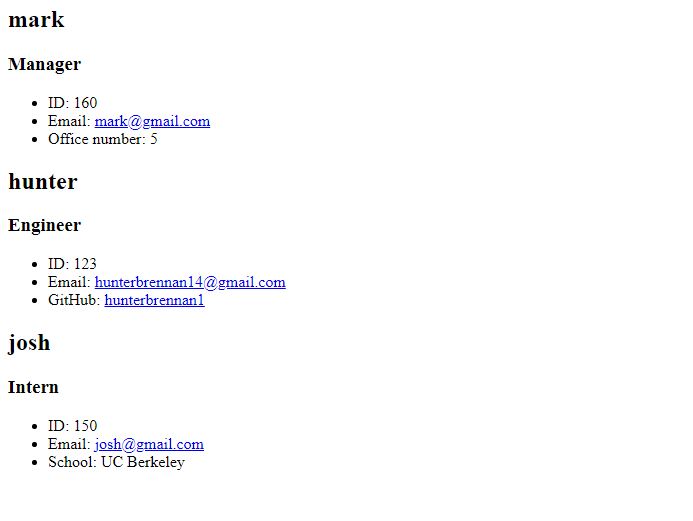 mark
Manager
ID: 160
Email: mark@gmail.com
Office number: 5
hunter
Engineer
ID: 123
Email: hunterbrennan14@gmail.com
GitHub: hunterbrennan1
josh
Intern
ID: 150
Email: josh@gmail.com
School: UC Berkeley